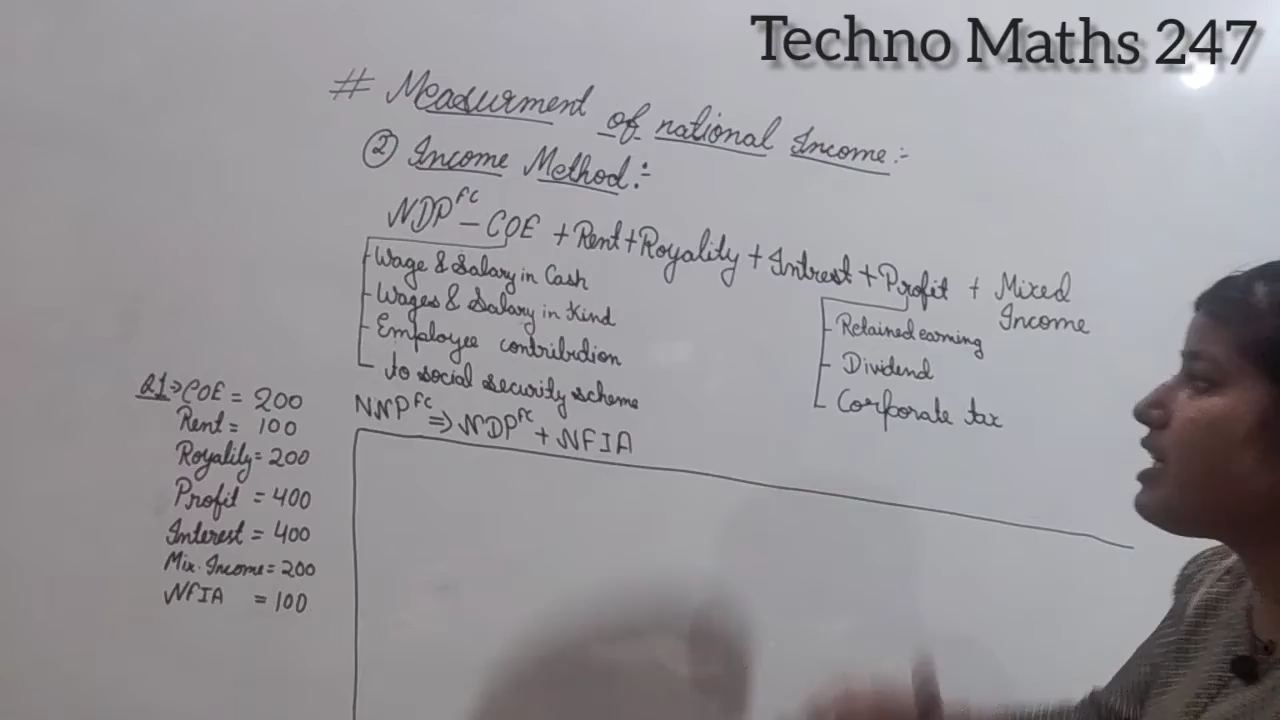 Techno Maths 247
# Measurment of national Income:-
② Income Method:-
NDP^FC - COE + Rent + Royality + Intrest + Profit + Mixed
Income
Wage & Salary in Cash
Wages & Salary in Kind
Employee contribution
to social security scheme
Retained earning
Dividend
Corporate tax
NNP^FC ⇒ NDP^FC + NFIA
Q1⇒ COE = 200
Rent = 100
Royality = 200
Profit = 400
Interest = 400
Mix. Income = 200
NFIA = 100